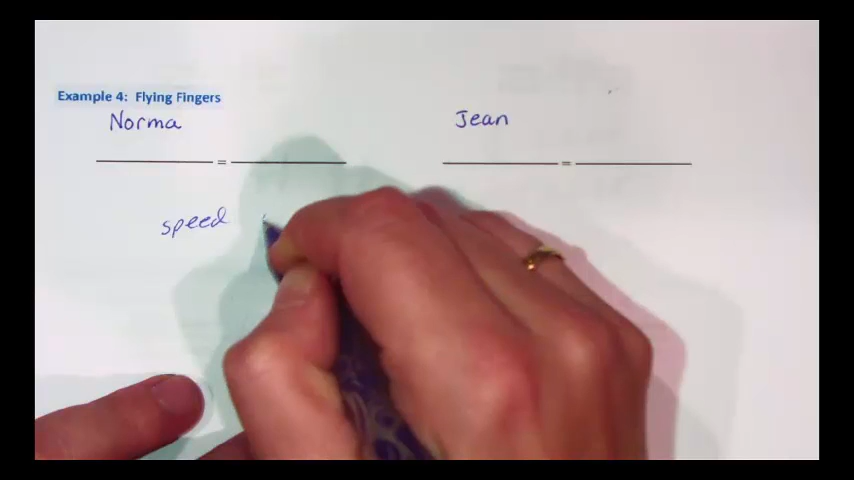 Example 4: Flying Fingers
Norma Jean
= =
speed